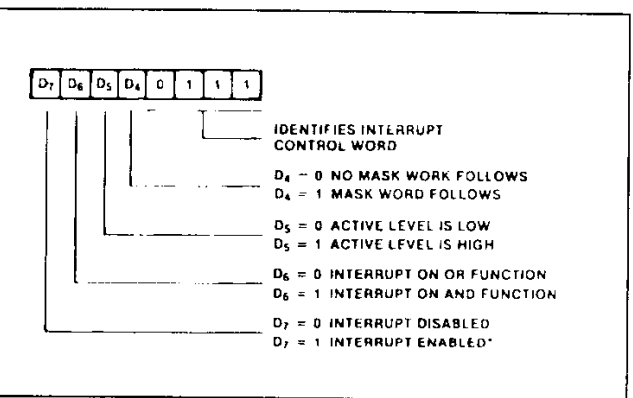 D7 D6 D5 D4 0 1 1 1
IDENTIFIES INTERRUPT
CONTROL WORD
D4 = 0 NO MASK WORK FOLLOWS
D4 = 1 MASK WORD FOLLOWS
D5 = 0 ACTIVE LEVEL IS LOW
D5 = 1 ACTIVE LEVEL IS HIGH
D6 = 0 INTERRUPT ON OR FUNCTION
D6 = 1 INTERRUPT ON AND FUNCTION
D7 = 0 INTERRUPT DISABLED
D7 = 1 INTERRUPT ENABLED*